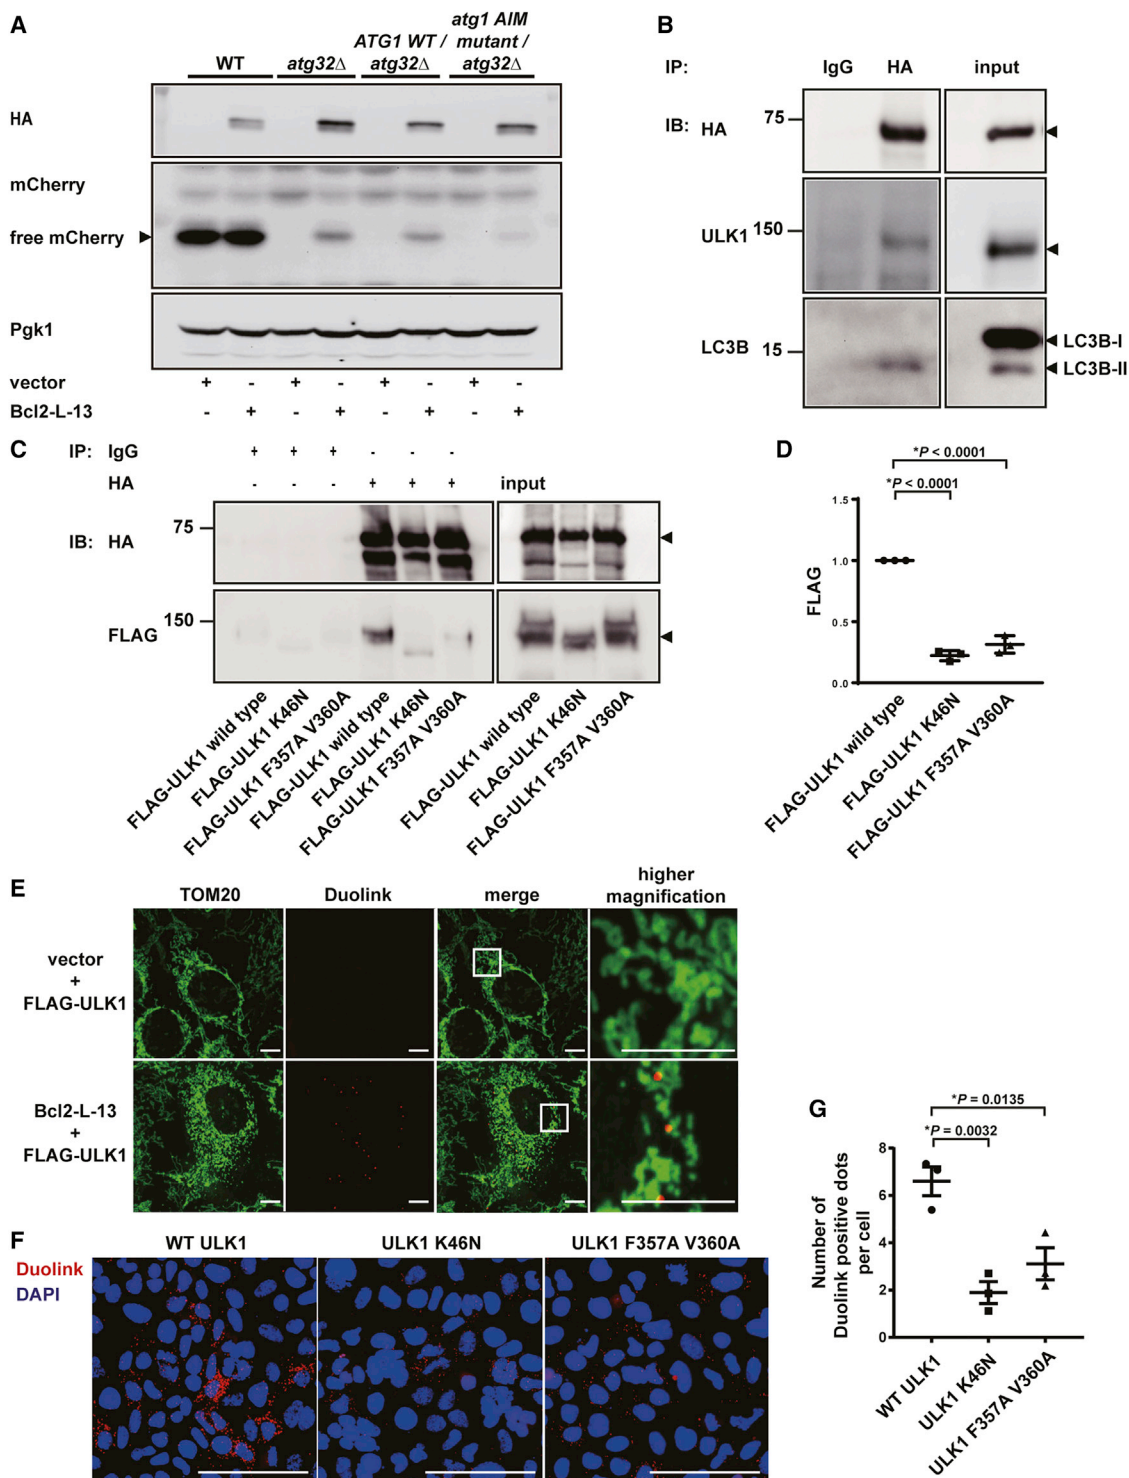 A
WT
atg32Δ
ATG1 WT /
atg32Δ
atg1 AIM
mutant /
atg32Δ
HA
mCherry
free mCherry
Pgk1
vector + - + - + - + -
Bcl2-L-13 - + - + - + - +
B
IP: IgG HA input
IB: HA 75
ULK1 150
LC3B 15
LC3B-I
LC3B-II
C
IP: IgG + + + - - -
HA - - - + + + input
IB: HA 75
FLAG 150
FLAG-ULK1 wild type
FLAG-ULK1 K46N
FLAG-ULK1 F357A V360A
FLAG-ULK1 wild type
FLAG-ULK1 K46N
FLAG-ULK1 F357A V360A
FLAG-ULK1 wild type
FLAG-ULK1 K46N
FLAG-ULK1 F357A V360A
D
*P < 0.0001
*P < 0.0001
FLAG
1.5
1.0
0.5
0.0
FLAG-ULK1 wild type
FLAG-ULK1 K46N
FLAG-ULK1 F357A V360A
E
TOM20 Duolink merge higher
magnification
vector
+
FLAG-ULK1
Bcl2-L-13
+
FLAG-ULK1
F
WT ULK1 ULK1 K46N ULK1 F357A V360A
Duolink
DAPI
G
*P = 0.0135
*P = 0.0032
Number of
Duolink positive dots
per cell
8
6
4
2
0
WT ULK1
ULK1 K46N
ULK1 F357A V360A